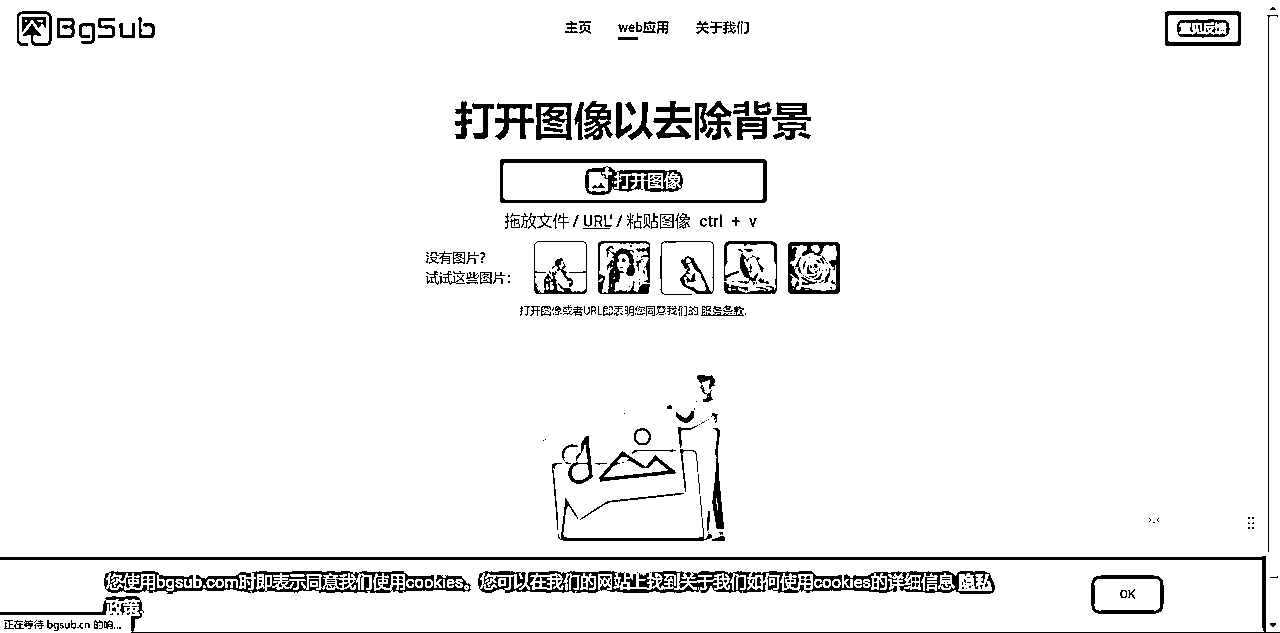 BgSub
主页 web应用 关于我们
意见反馈
打开图像以去除背景
打开图像
拖放文件 / URL / 粘贴图像 ctrl + v
没有图片?
试试这些图片:
打开图像或者URL即表明您同意我们的 服务条款.
您使用bgsub.com时即表示同意我们使用cookies。您可以在我们的网站上找到关于我们如何使用cookies的详细信息 隐私
政策
OK
正在等待 bgsub.cn 的响...